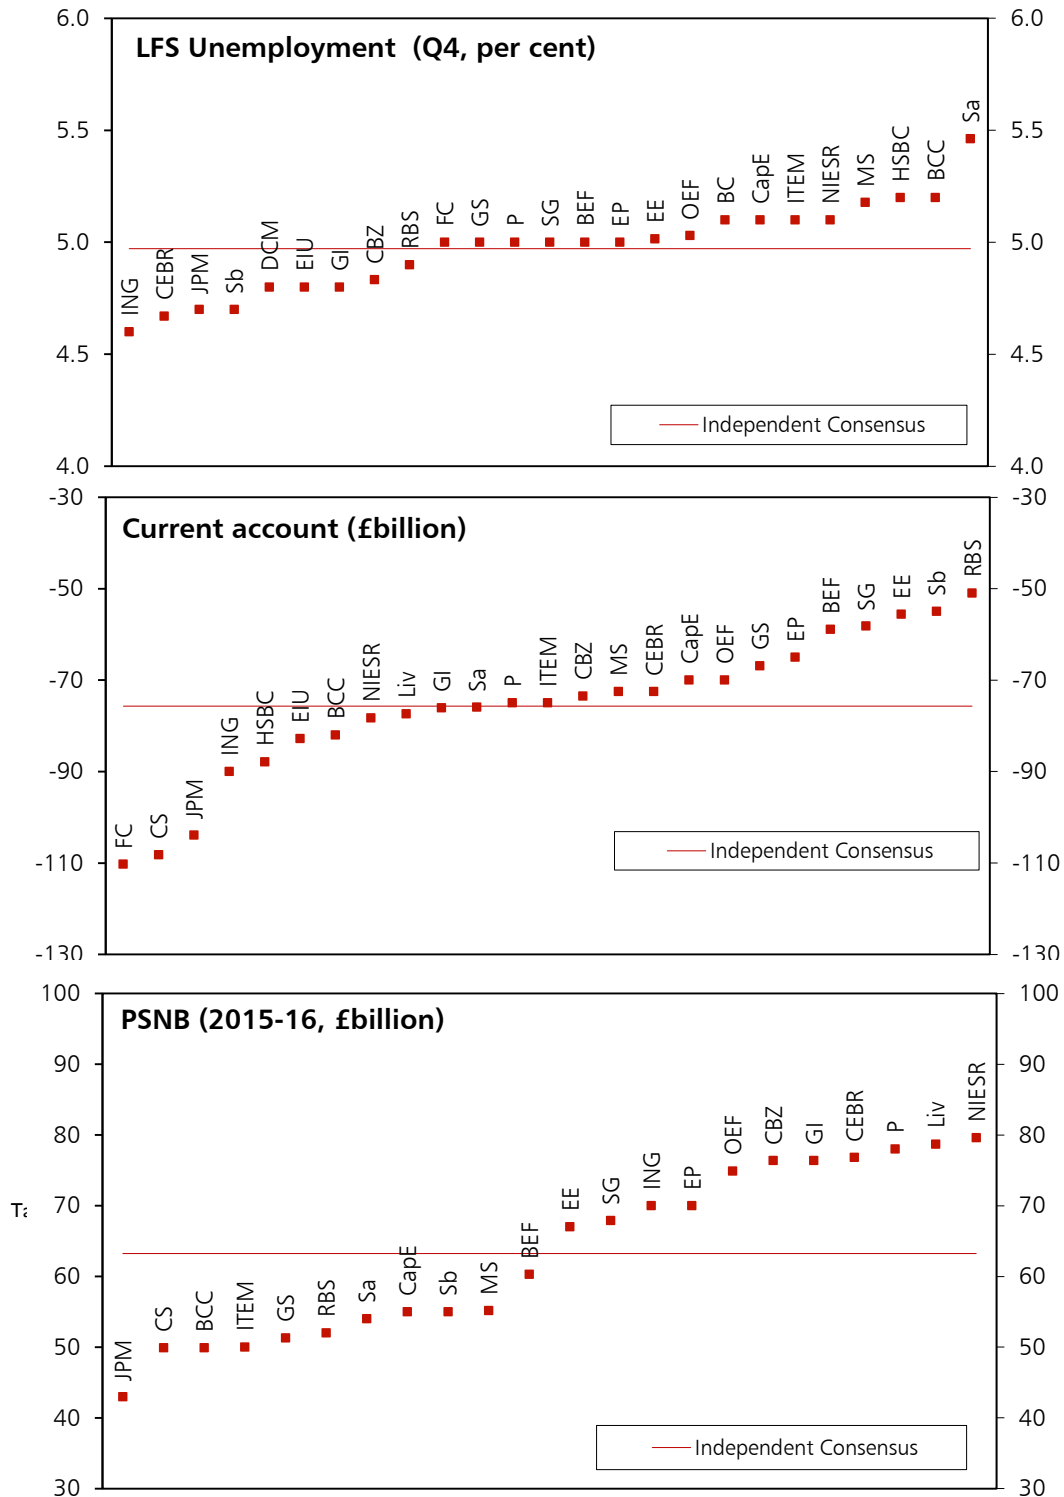 LFS Unemployment (Q4, per cent)
6.0 6.0
5.5 5.5
5.0 5.0
4.5 4.5
4.0 4.0
ING CEBR JPM Sb DCM EIU GI CBZ RBS FC GS P SG BEF EP EE OEF BC CapE ITEM NIESR MS HSBC BCC Sa
Independent Consensus
Current account (£billion)
-30 -30
-50 -50
-70 -70
-90 -90
-110 -110
-130 -130
FC CS JPM ING HSBC EIU BCC NIESR Liv GI Sa P ITEM CBZ MS CEBR CapE OEF GS EP BEF SG EE Sb RBS
Independent Consensus
PSNB (2015-16, £billion)
100 100
90 90
80 80
70 70
60 60
50 50
40 40
30 30
JPM CS BCC ITEM GS RBS Sa CapE Sb MS BEF EE SG ING EP OEF CBZ GI CEBR P Liv NIESR
Independent Consensus